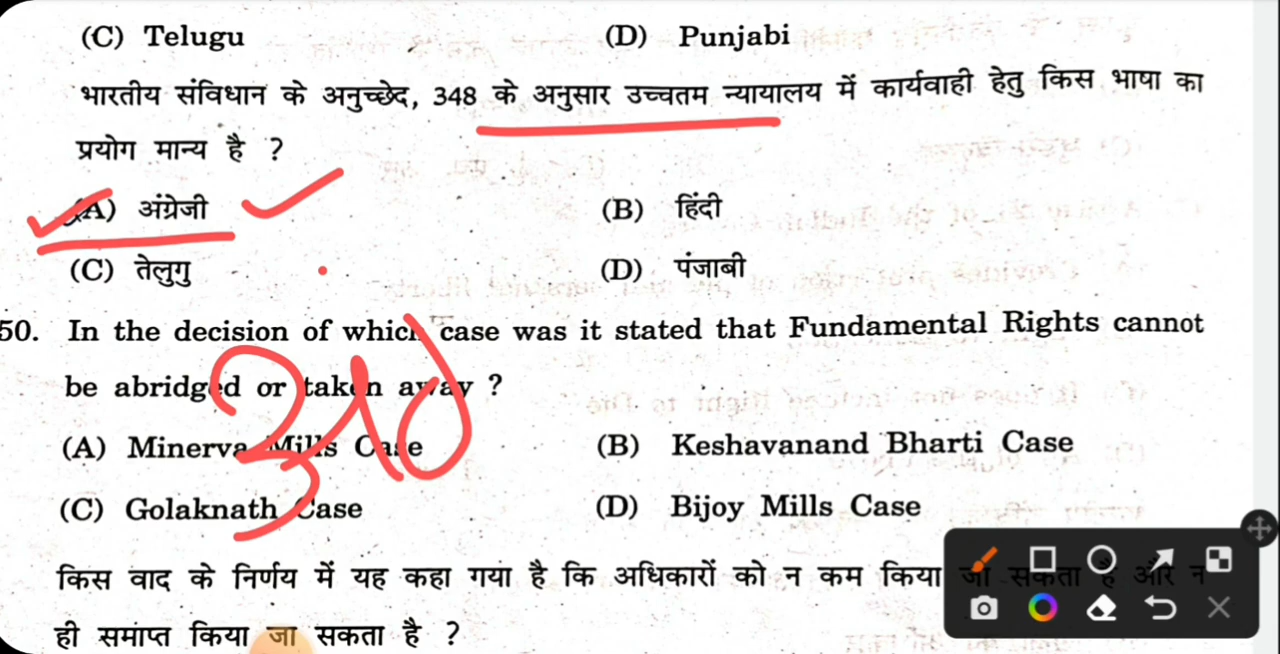 (C) Telugu (D) Punjabi
भारतीय संविधान के अनुच्छेद, 348 के अनुसार उच्चतम न्यायालय में कार्यवाही हेतु किस भाषा का
प्रयोग मान्य है ?
(A) अंग्रेजी (B) हिंदी
(C) तेलुगु (D) पंजाबी
50. In the decision of which case was it stated that Fundamental Rights cannot
be abridged or taken away ?
(A) Minerva Mills Case (B) Keshavanand Bharti Case
(C) Golaknath Case (D) Bijoy Mills Case
किस वाद के निर्णय में यह कहा गया है कि अधिकारों को न कम किया जा सकता है और न
ही समाप्त किया जा सकता है ?